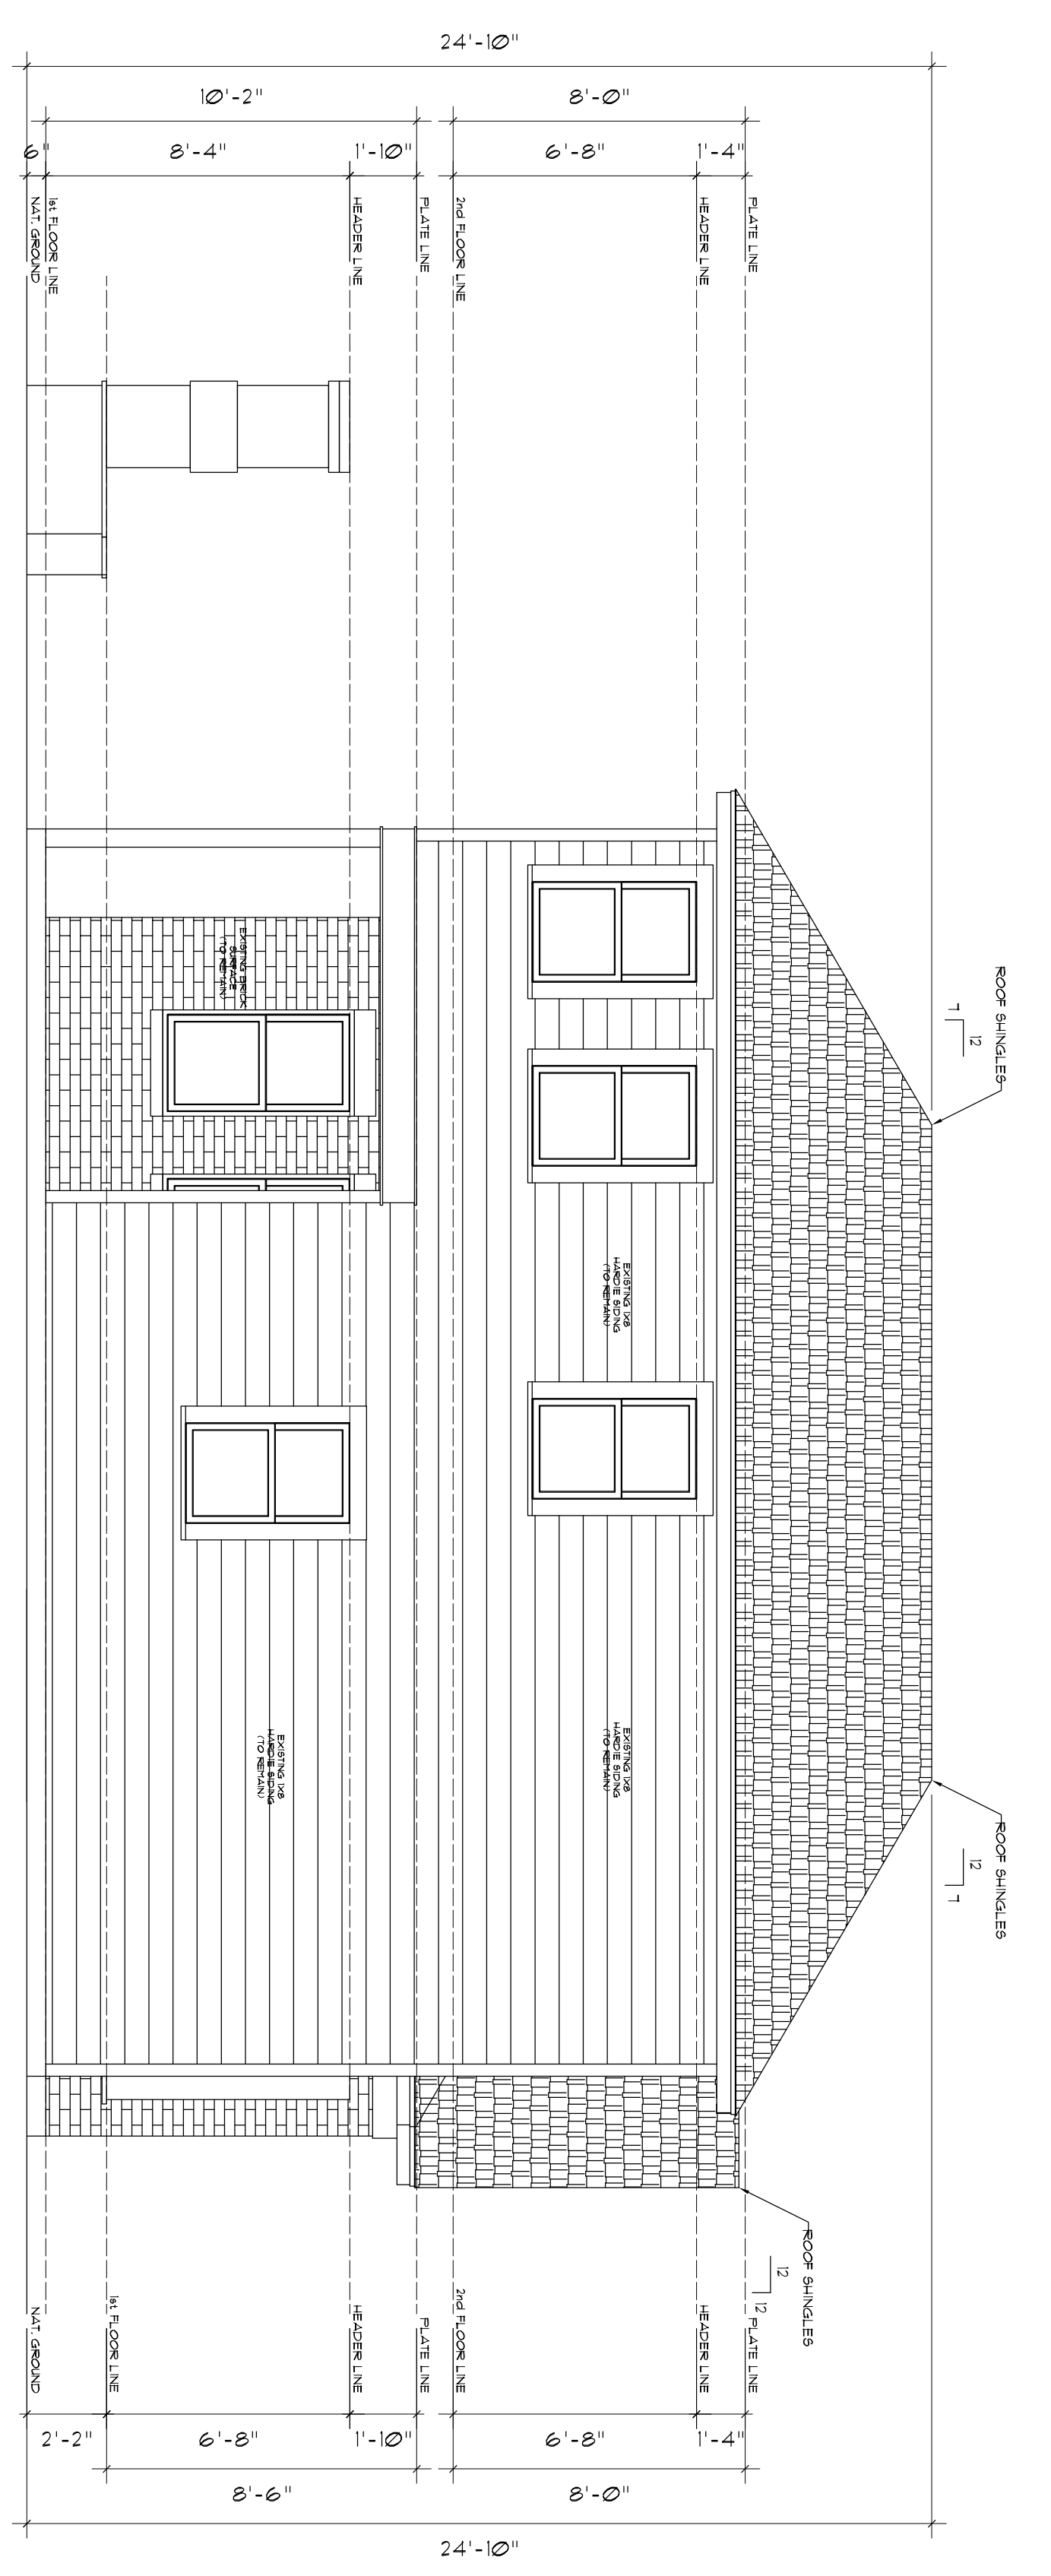 24'-10"
10'-2"
8'-0"
6"
8'-4"
1'-10"
6'-8"
1'-4"
NAT. GROUND
1st FLOOR LINE
HEADER LINE
PLATE LINE
2nd FLOOR LINE
HEADER LINE
PLATE LINE
ROOF SHINGLES
12
7
EXISTING BRICK
SURFACE
(TO REMAIN)
EXISTING 1X8
HARDIE SIDING
(TO REMAIN)
EXISTING 1X8
HARDIE SIDING
(TO REMAIN)
EXISTING 1X8
HARDIE SIDING
(TO REMAIN)
ROOF SHINGLES
12
7
ROOF SHINGLES
12
12
NAT. GROUND
1st FLOOR LINE
HEADER LINE
PLATE LINE
2nd FLOOR LINE
HEADER LINE
PLATE LINE
2'-2"
6'-8"
1'-10"
6'-8"
1'-4"
8'-6"
8'-0"
24'-10"